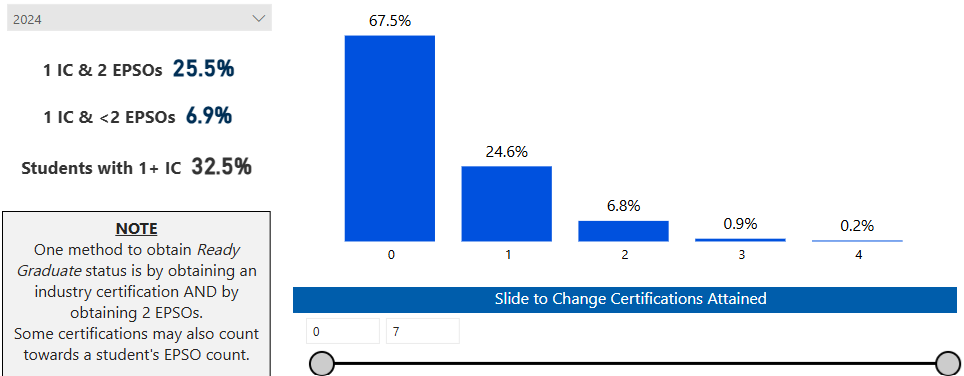 2024
1 IC & 2 EPSOs 25.5%
1 IC & <2 EPSOs 6.9%
Students with 1+ IC 32.5%
NOTE
One method to obtain Ready
Graduate status is by obtaining an
industry certification AND by
obtaining 2 EPSOs.
Some certifications may also count
towards a student's EPSO count.
67.5%
24.6%
6.8%
0.9%
0.2%
0
1
2
3
4
Slide to Change Certifications Attained
0
7